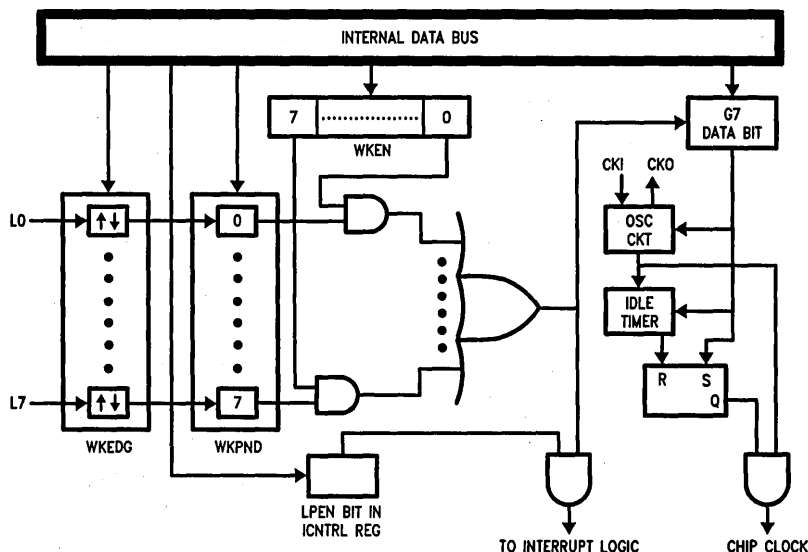 INTERNAL DATA BUS
7 0
WKEN
G7
DATA BIT
CKI CKO
L0
↑↓
0
OSC
CKT
IDLE
TIMER
R S
Q
L7
↑↓
7
WKEDG
WKPND
LPEN BIT IN
ICNTRL REG
TO INTERRUPT LOGIC
CHIP CLOCK